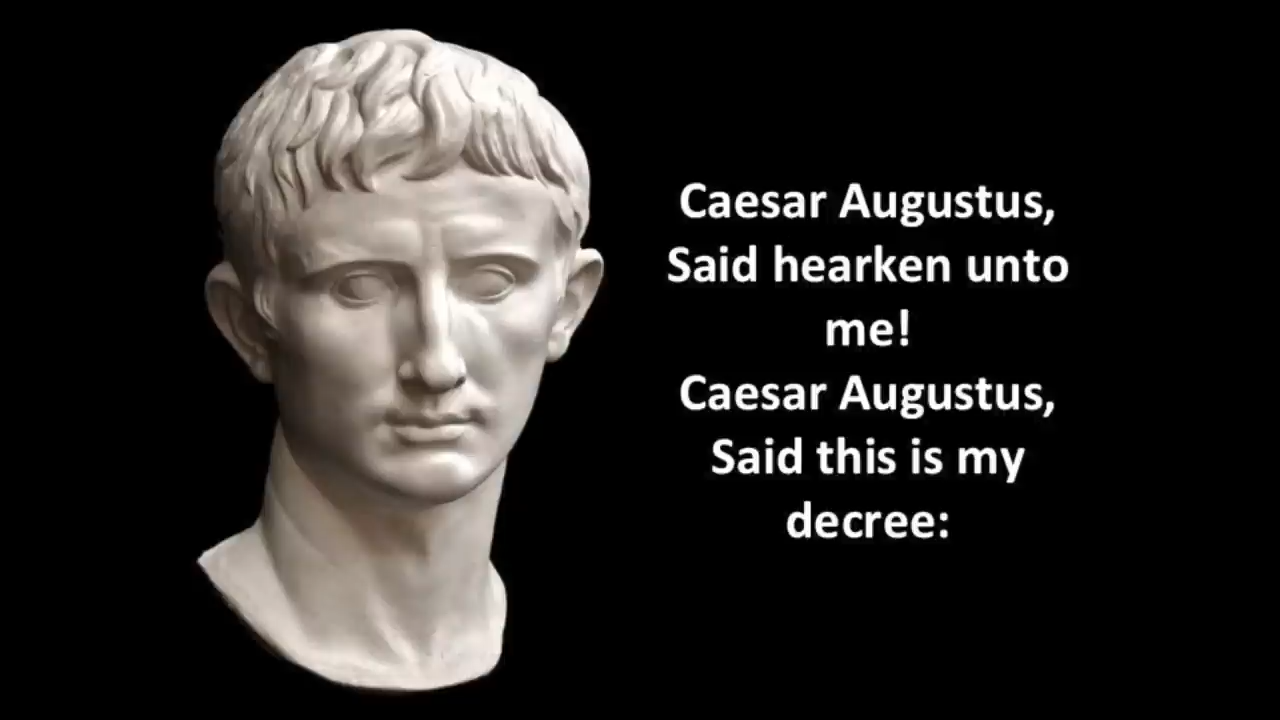 Caesar Augustus,
Said hearken unto
me!
Caesar Augustus,
Said this is my
decree: